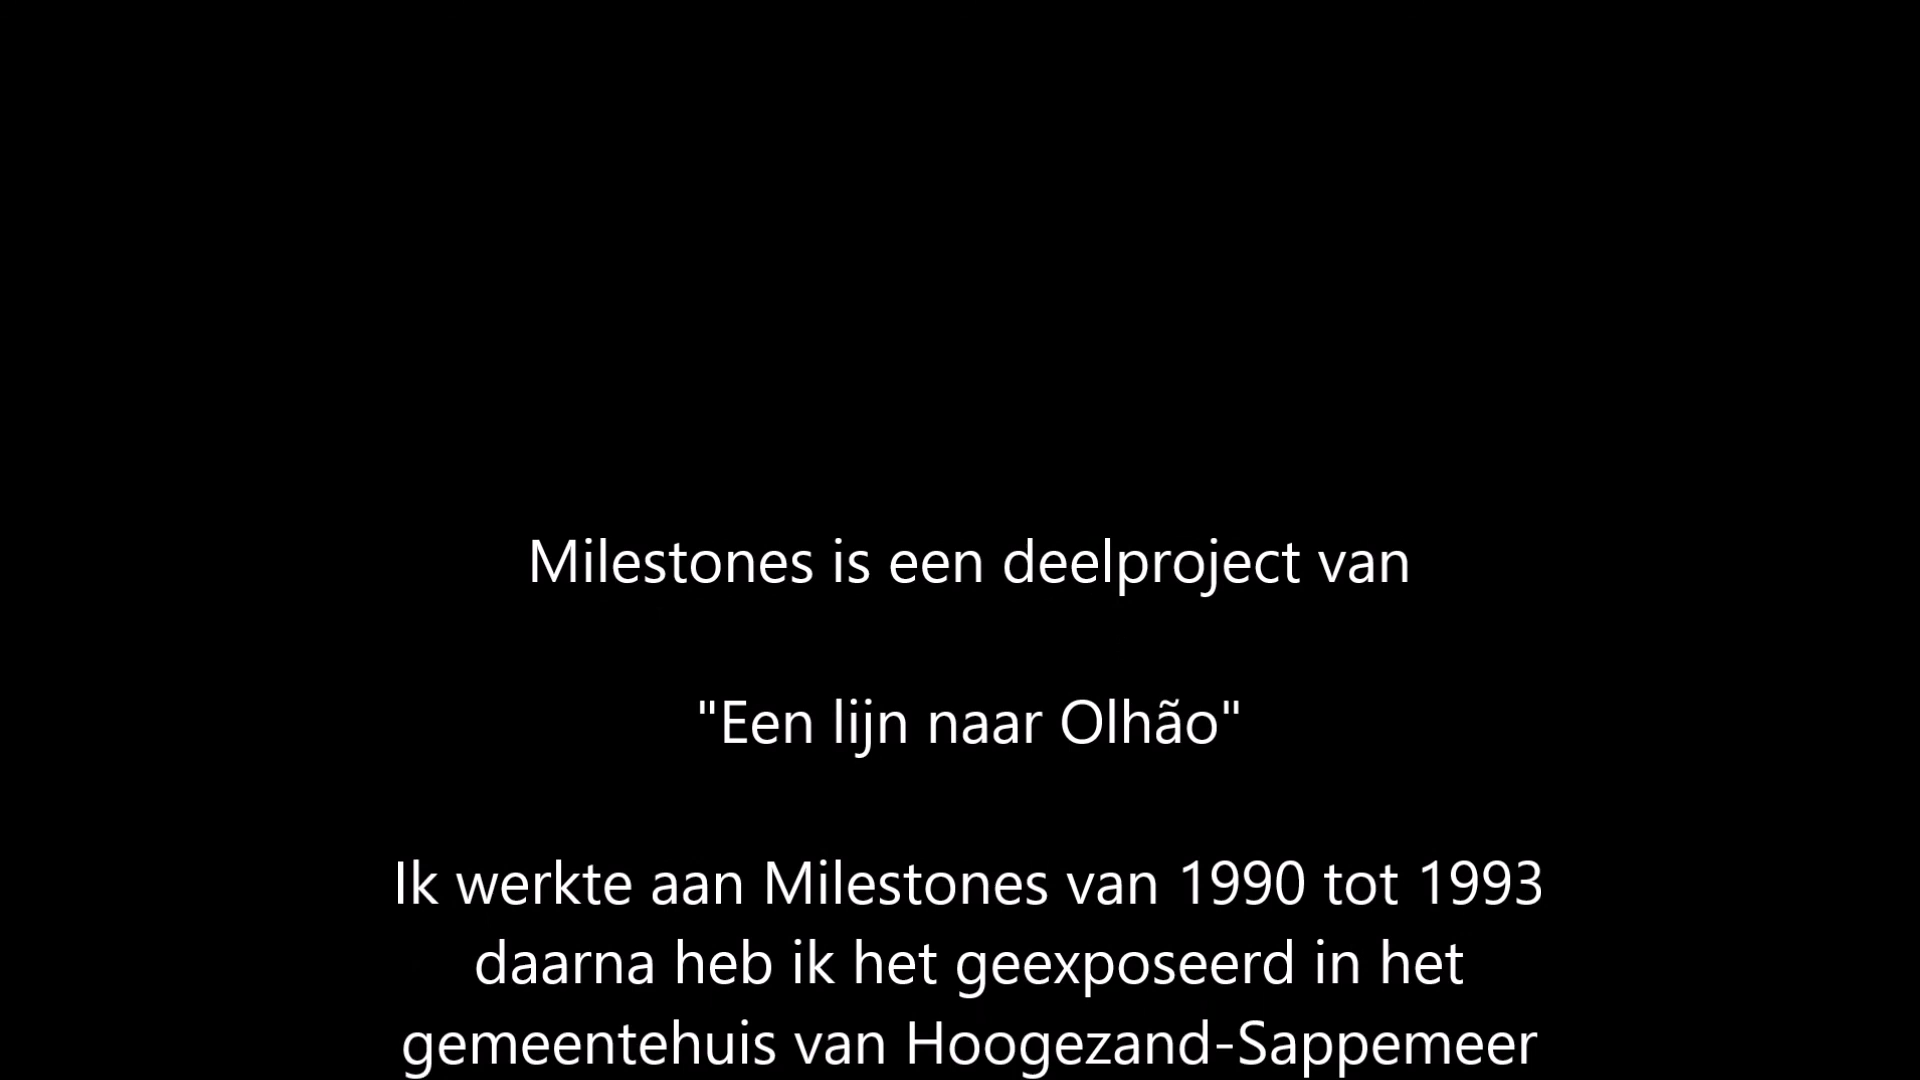 Milestones is een deelproject van
"Een lijn naar Olhão"
Ik werkte aan Milestones van 1990 tot 1993
daarna heb ik het geexposeerd in het
gemeentehuis van Hoogezand-Sappemeer